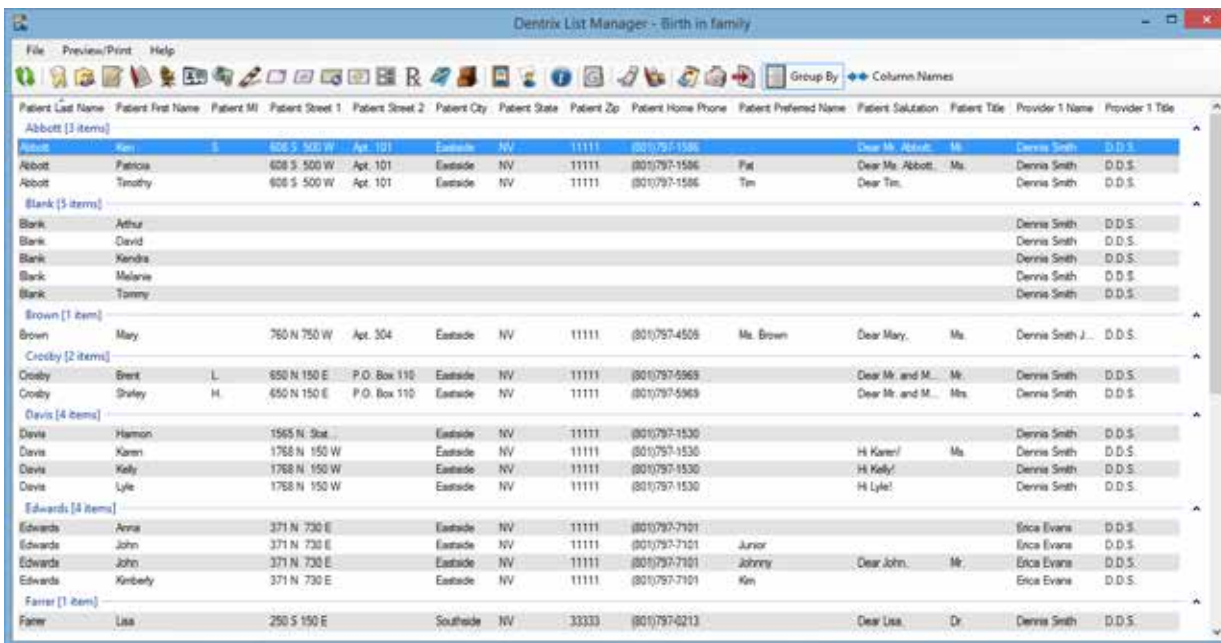 Dentrix List Manager - Birth in family
File Preview/Print Help
Group By Column Names
Patient Last Name Patient First Name Patient MI Patient Street 1 Patient Street 2 Patient City Patient State Patient Zip Patient Home Phone Patient Preferred Name Patient Salutation Patient Title Provider 1 Name Provider 1 Title
Abbott [3 items]
Abbott Ken S 608 S 500 W Apt. 101 Eastside NV 11111 (801)797-1586 Dear Mr. Abbott, Mr. Dennis Smith D.D.S.
Abbott Patricia 608 S 500 W Apt. 101 Eastside NV 11111 (801)797-1586 Pat Dear Ms. Abbott, Ms. Dennis Smith D.D.S.
Abbott Timothy 608 S 500 W Apt. 101 Eastside NV 11111 (801)797-1586 Tim Dear Tim, Dennis Smith D.D.S.
Blank [5 items]
Blank Arthur Dennis Smith D.D.S.
Blank David Dennis Smith D.D.S.
Blank Kendra Dennis Smith D.D.S.
Blank Melanie Dennis Smith D.D.S.
Blank Tommy Dennis Smith D.D.S.
Brown [1 item]
Brown Mary 760 N 750 W Apt. 304 Eastside NV 11111 (801)797-4509 Ms. Brown Dear Mary, Ms. Dennis Smith J... D.D.S.
Crosby [2 items]
Crosby Brent L. 650 N 150 E P.O. Box 110 Eastside NV 11111 (801)797-5969 Dear Mr. and M... Mr. Dennis Smith D.D.S.
Crosby Shirley H. 650 N 150 E P.O. Box 110 Eastside NV 11111 (801)797-5969 Dear Mr. and M... Mrs. Dennis Smith D.D.S.
Davis [4 items]
Davis Harmon 1565 N. Stat... Eastside NV 11111 (801)797-1530 Dennis Smith D.D.S.
Davis Karen 1768 N 150 W Eastside NV 11111 (801)797-1530 Hi Karen! Ms. Dennis Smith D.D.S.
Davis Kelly 1768 N 150 W Eastside NV 11111 (801)797-1530 Hi Kelly! Dennis Smith D.D.S.
Davis Lyle 1768 N 150 W Eastside NV 11111 (801)797-1530 Hi Lyle! Dennis Smith D.D.S.
Edwards [4 items]
Edwards Anna 371 N 730 E Eastside NV 11111 (801)797-7101 Erica Evans D.D.S.
Edwards John 371 N 730 E Eastside NV 11111 (801)797-7101 Junior Erica Evans D.D.S.
Edwards John 371 N 730 E Eastside NV 11111 (801)797-7101 Johnny Dear John, Mr. Erica Evans D.D.S.
Edwards Kimberly 371 N 730 E Eastside NV 11111 (801)797-7101 Kim Erica Evans D.D.S.
Farrer [1 item]
Farrer Lisa 250 S 150 E Southside NV 33333 (801)797-0213 Dear Lisa, Dr. Dennis Smith D.D.S.